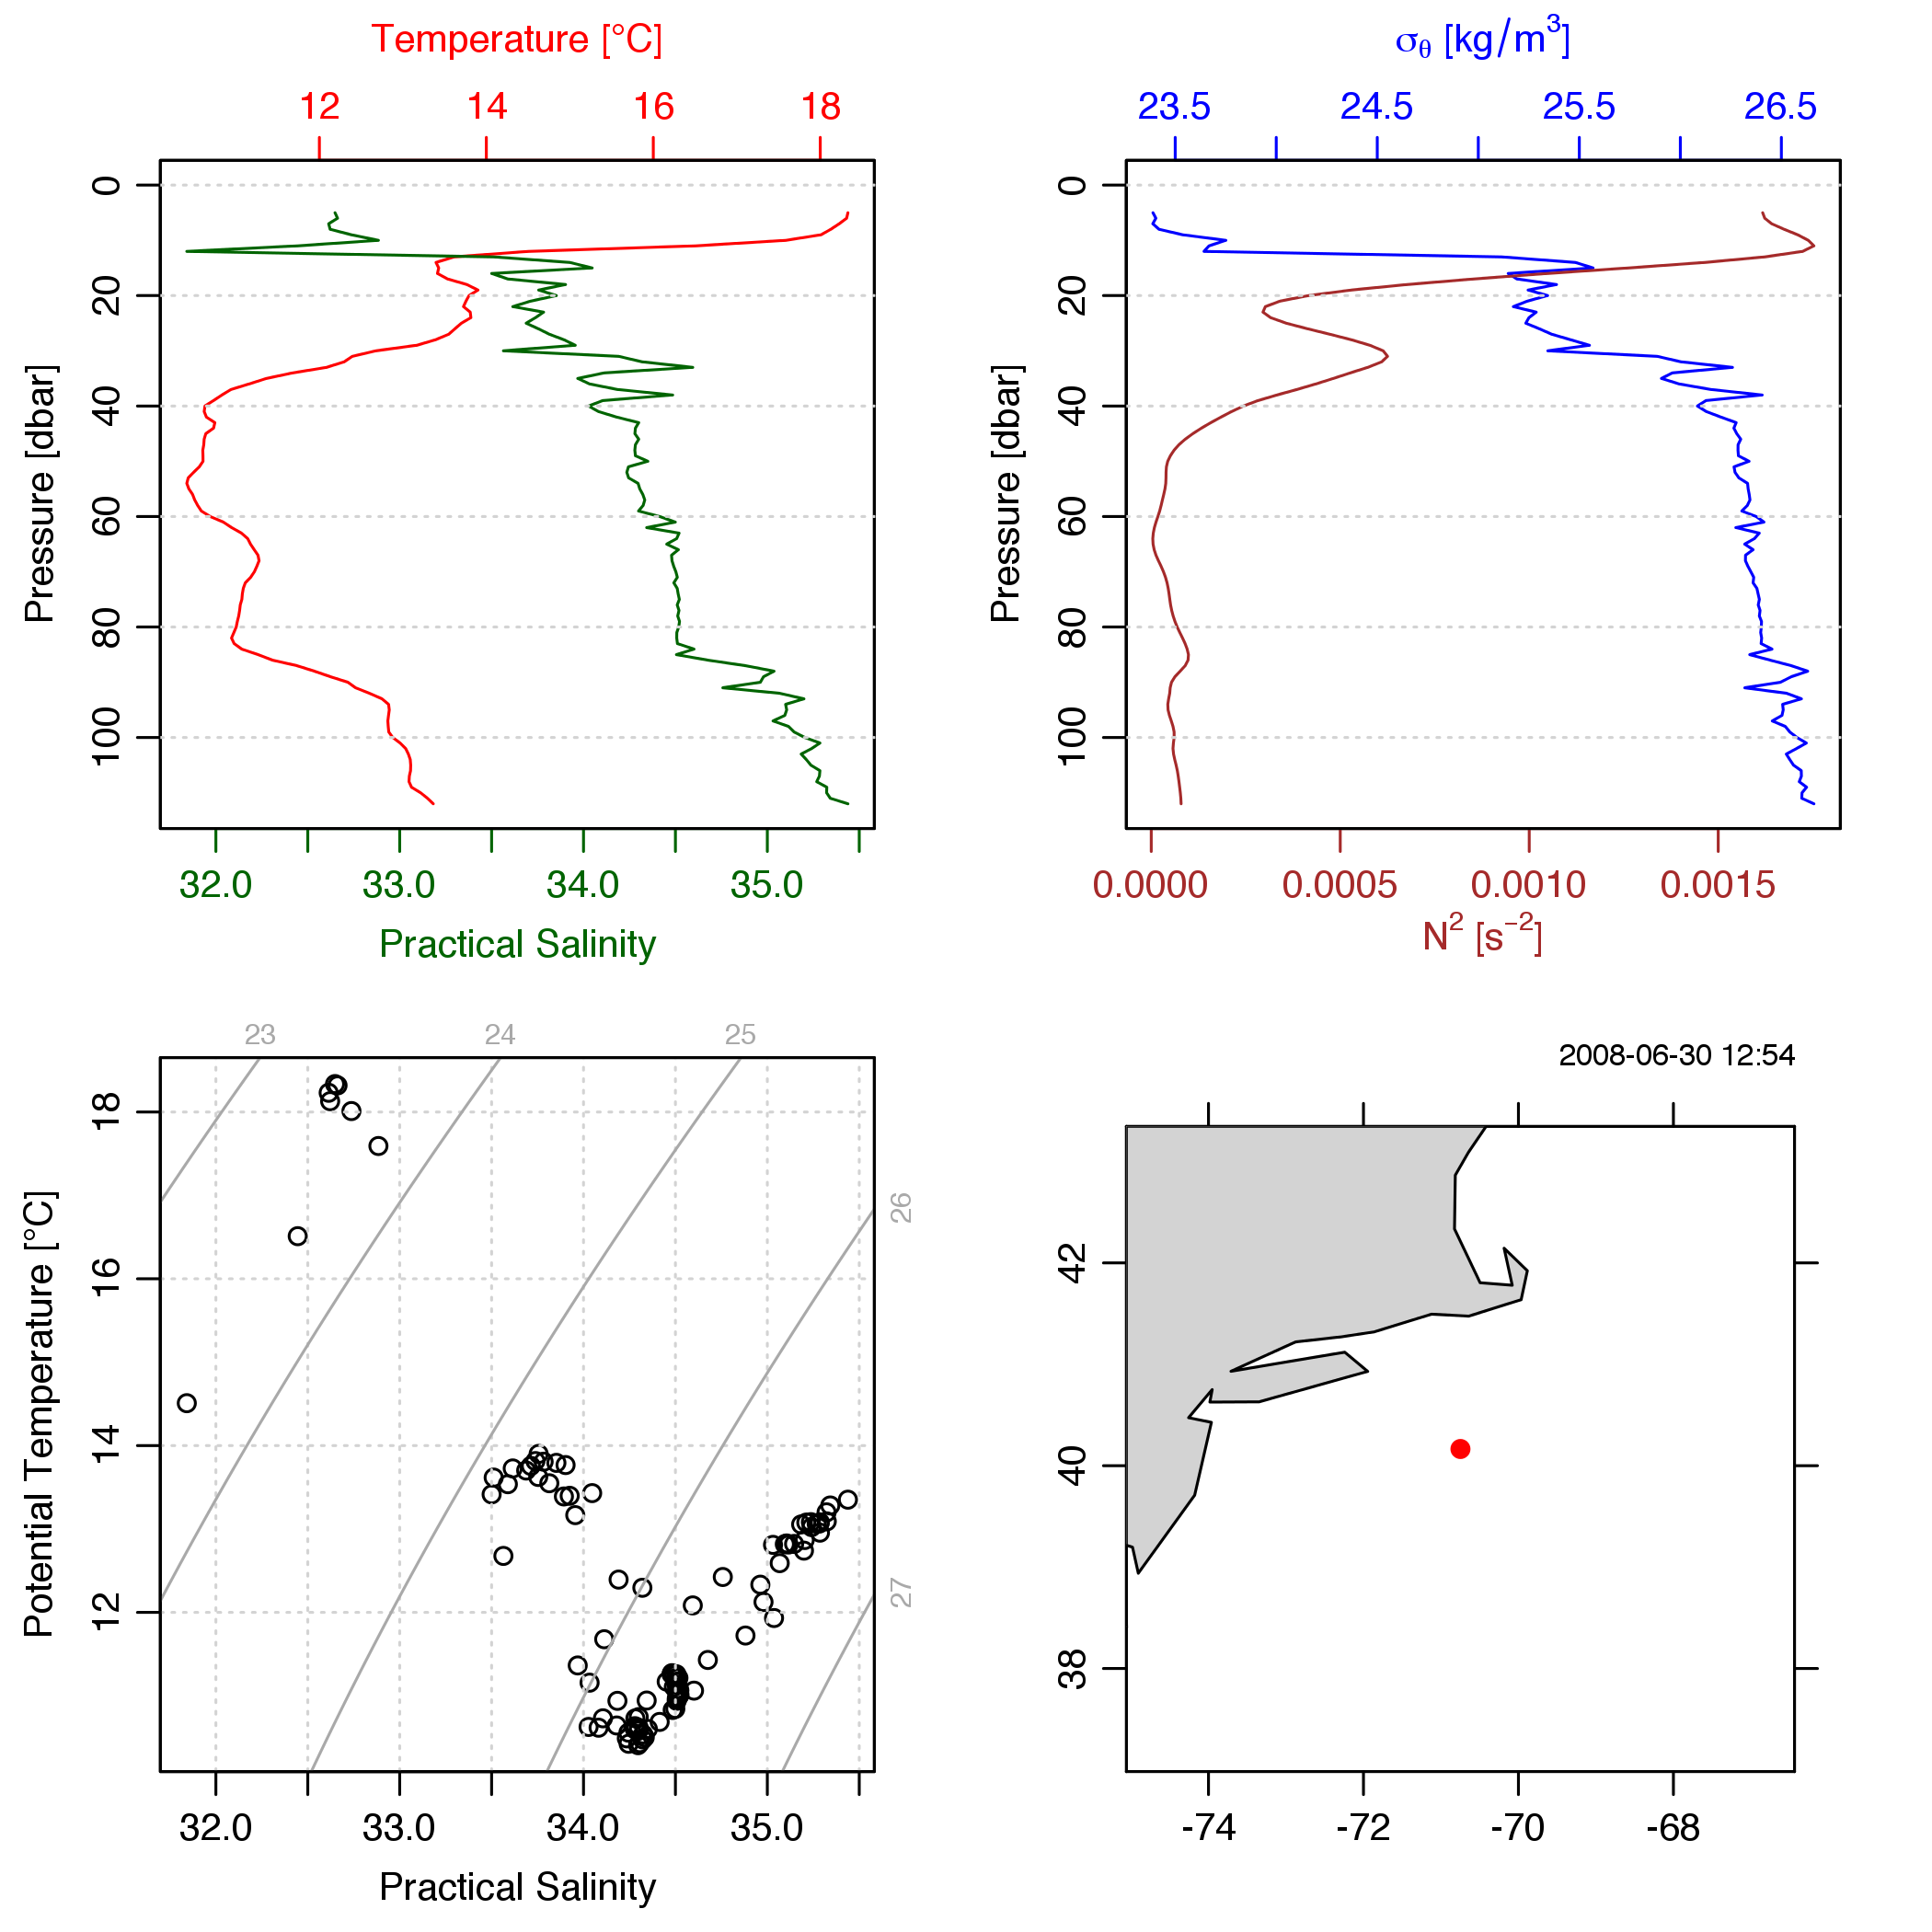 Temperature [°C]
12 14 16 18
Pressure [dbar]
0 20 40 60 80 100
32.0 33.0 34.0 35.0
Practical Salinity
σθ [kg/m³]
23.5 24.5 25.5 26.5
Pressure [dbar]
0 20 40 60 80 100
0.0000 0.0005 0.0010 0.0015
N² [s⁻²]
23 24 25
26
27
Potential Temperature [°C]
18 16 14 12
32.0 33.0 34.0 35.0
Practical Salinity
2008-06-30 12:54
42 40 38
-74 -72 -70 -68